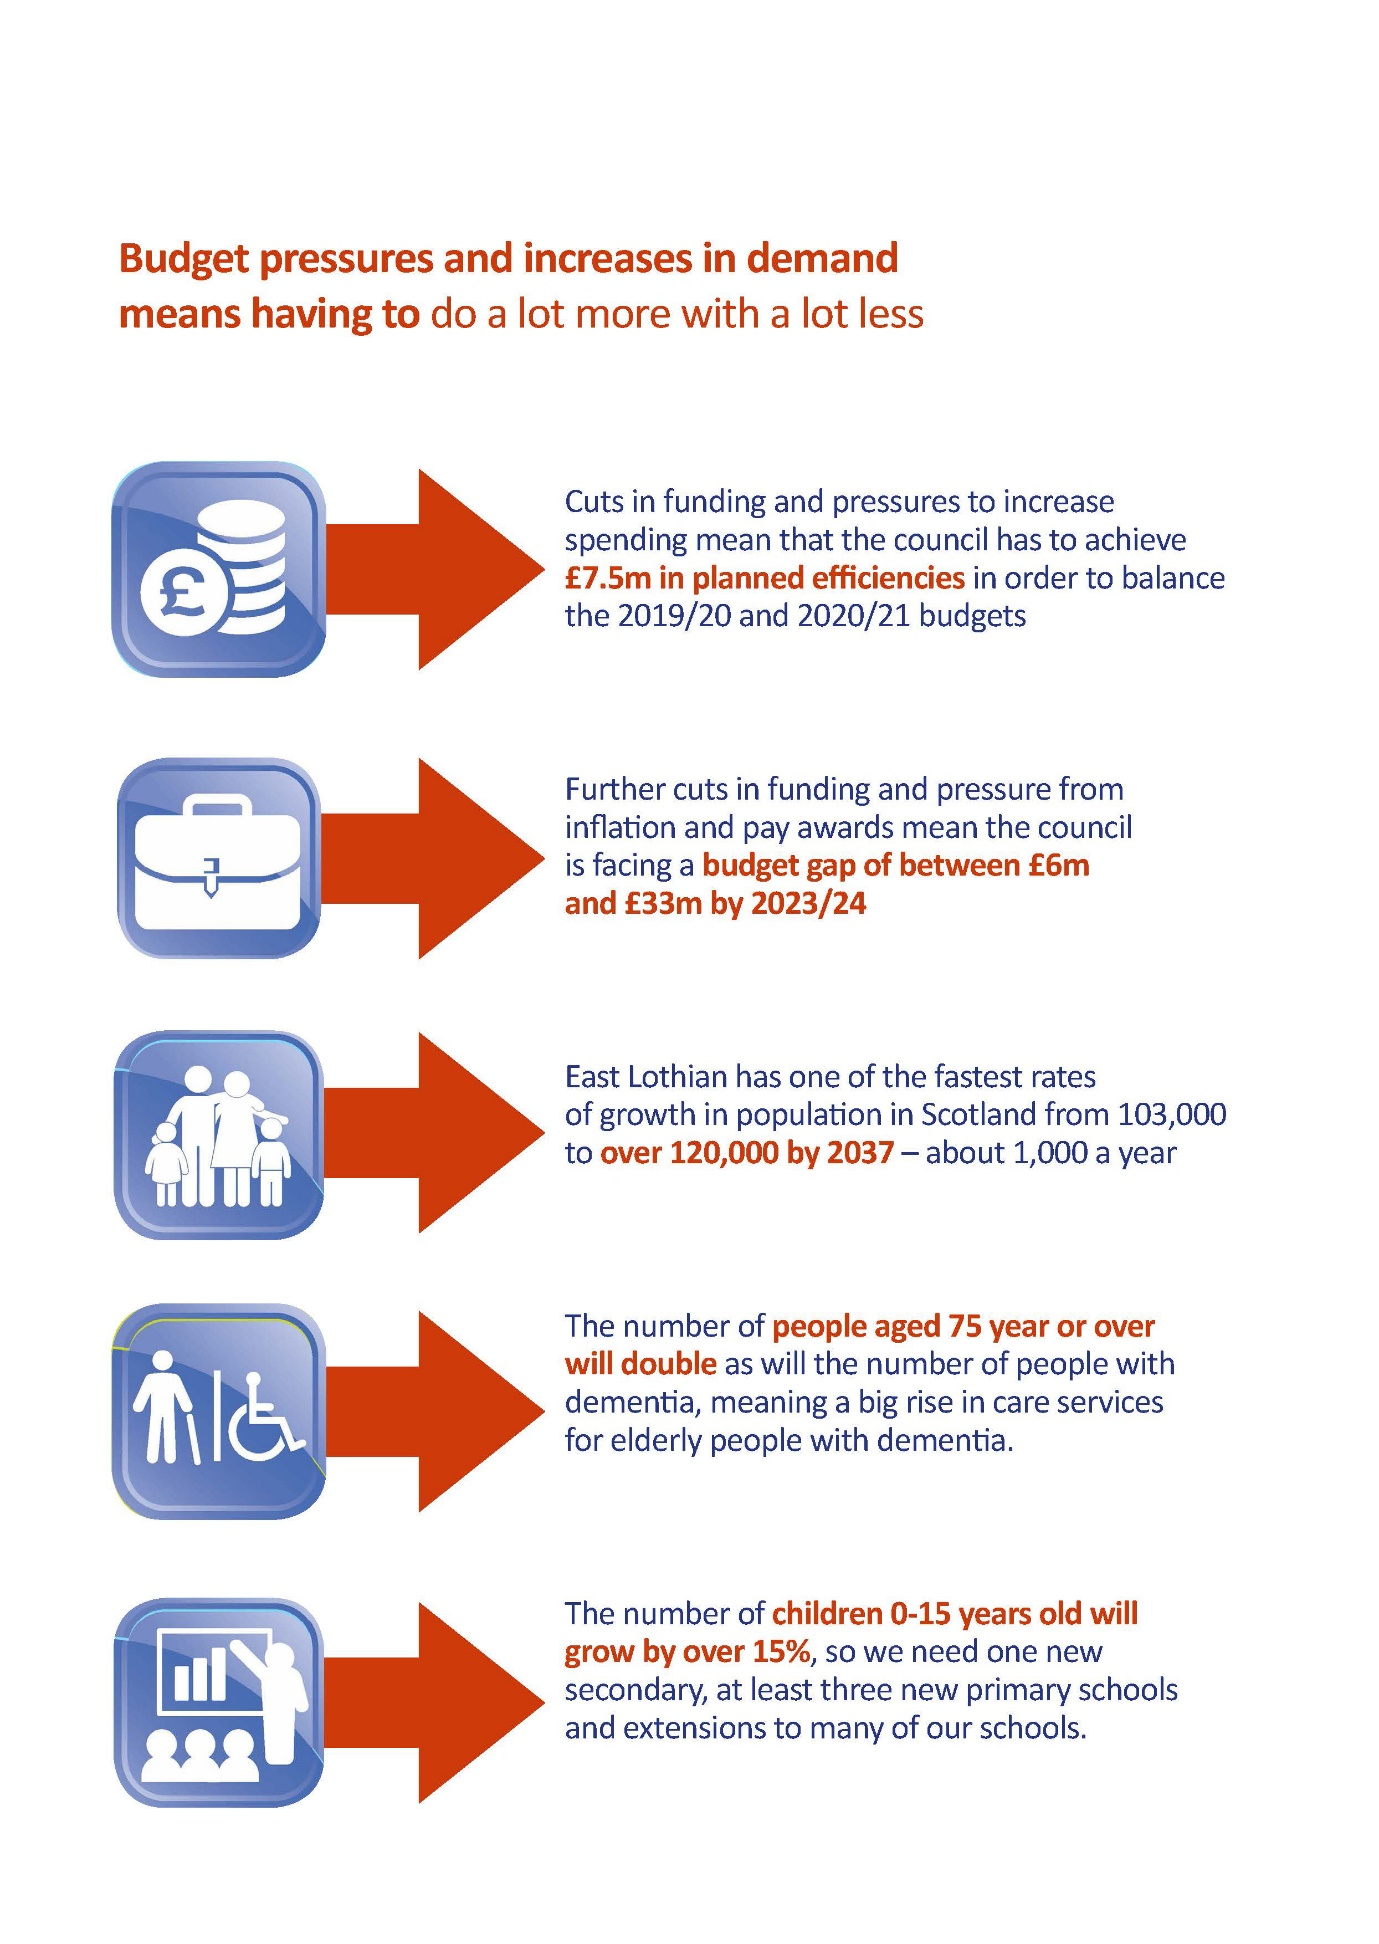 Budget pressures and increases in demand
means having to do a lot more with a lot less
£
Cuts in funding and pressures to increase
spending mean that the council has to achieve
£7.5m in planned efficiencies in order to balance
the 2019/20 and 2020/21 budgets
Further cuts in funding and pressure from
inflation and pay awards mean the council
is facing a budget gap of between £6m
and £33m by 2023/24
East Lothian has one of the fastest rates
of growth in population in Scotland from 103,000
to over 120,000 by 2037 – about 1,000 a year
The number of people aged 75 year or over
will double as will the number of people with
dementia, meaning a big rise in care services
for elderly people with dementia.
The number of children 0-15 years old will
grow by over 15%, so we need one new
secondary, at least three new primary schools
and extensions to many of our schools.